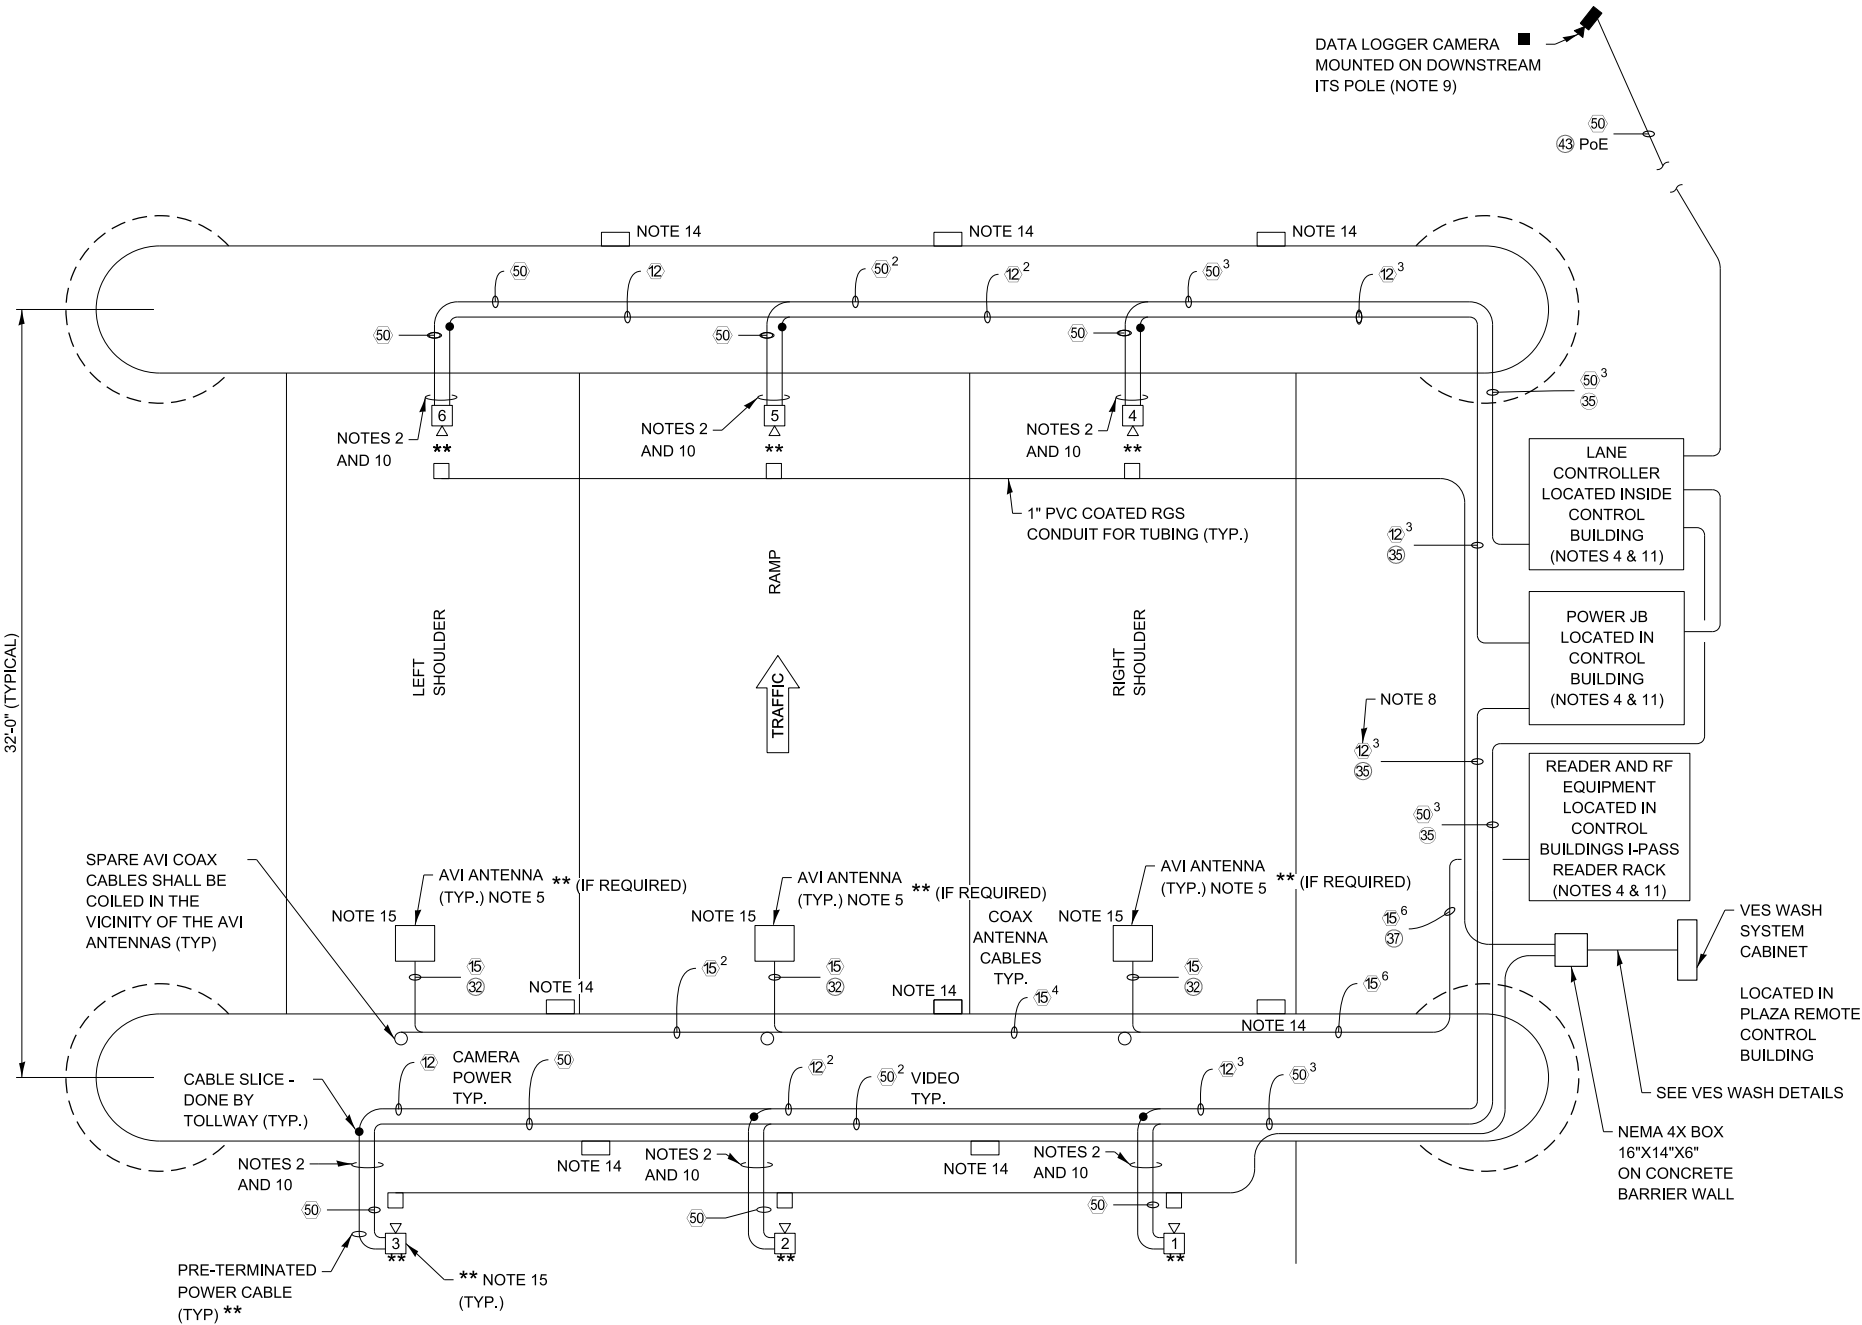 DATA LOGGER CAMERA ■
MOUNTED ON DOWNSTREAM
ITS POLE (NOTE 9)
50
43 PoE
NOTE 14
NOTE 14
NOTE 14
50
12
50 2
12 2
50 3
12 3
50
50
50
50 3
35
6
5
4
NOTES 2
AND 10
NOTES 2
AND 10
NOTES 2
AND 10
**
**
**
LANE
CONTROLLER
LOCATED INSIDE
CONTROL
BUILDING
(NOTES 4 & 11)
1" PVC COATED RGS
CONDUIT FOR TUBING (TYP.)
12 3
35
32'-0" (TYPICAL)
LEFT
SHOULDER
RAMP
TRAFFIC
RIGHT
SHOULDER
POWER JB
LOCATED IN
CONTROL
BUILDING
(NOTES 4 & 11)
NOTE 8
12 3
35
READER AND RF
EQUIPMENT
LOCATED IN
CONTROL
BUILDINGS I-PASS
READER RACK
(NOTES 4 & 11)
50 3
35
SPARE AVI COAX
CABLES SHALL BE
COILED IN THE
VICINITY OF THE AVI
ANTENNAS (TYP)
AVI ANTENNA
(TYP.) NOTE 5
** (IF REQUIRED)
AVI ANTENNA
(TYP.) NOTE 5
** (IF REQUIRED)
AVI ANTENNA
(TYP.) NOTE 5
** (IF REQUIRED)
NOTE 15
NOTE 15
NOTE 15
COAX
ANTENNA
CABLES
TYP.
15 6
37
VES WASH
SYSTEM
CABINET
LOCATED IN
PLAZA REMOTE
CONTROL
BUILDING
15
32
15 2
15
32
15 4
15
32
15 6
NOTE 14
NOTE 14
NOTE 14
12
CAMERA
POWER
TYP.
50
12 2
50 2
VIDEO
TYP.
12 3
50 3
CABLE SLICE -
DONE BY
TOLLWAY (TYP.)
SEE VES WASH DETAILS
NEMA 4X BOX
16"X14"X6"
ON CONCRETE
BARRIER WALL
NOTES 2
AND 10
NOTE 14
NOTES 2
AND 10
NOTE 14
NOTES 2
AND 10
50
50
50
3
2
1
**
**
**
PRE-TERMINATED
POWER CABLE
(TYP) **
** NOTE 15
(TYP.)